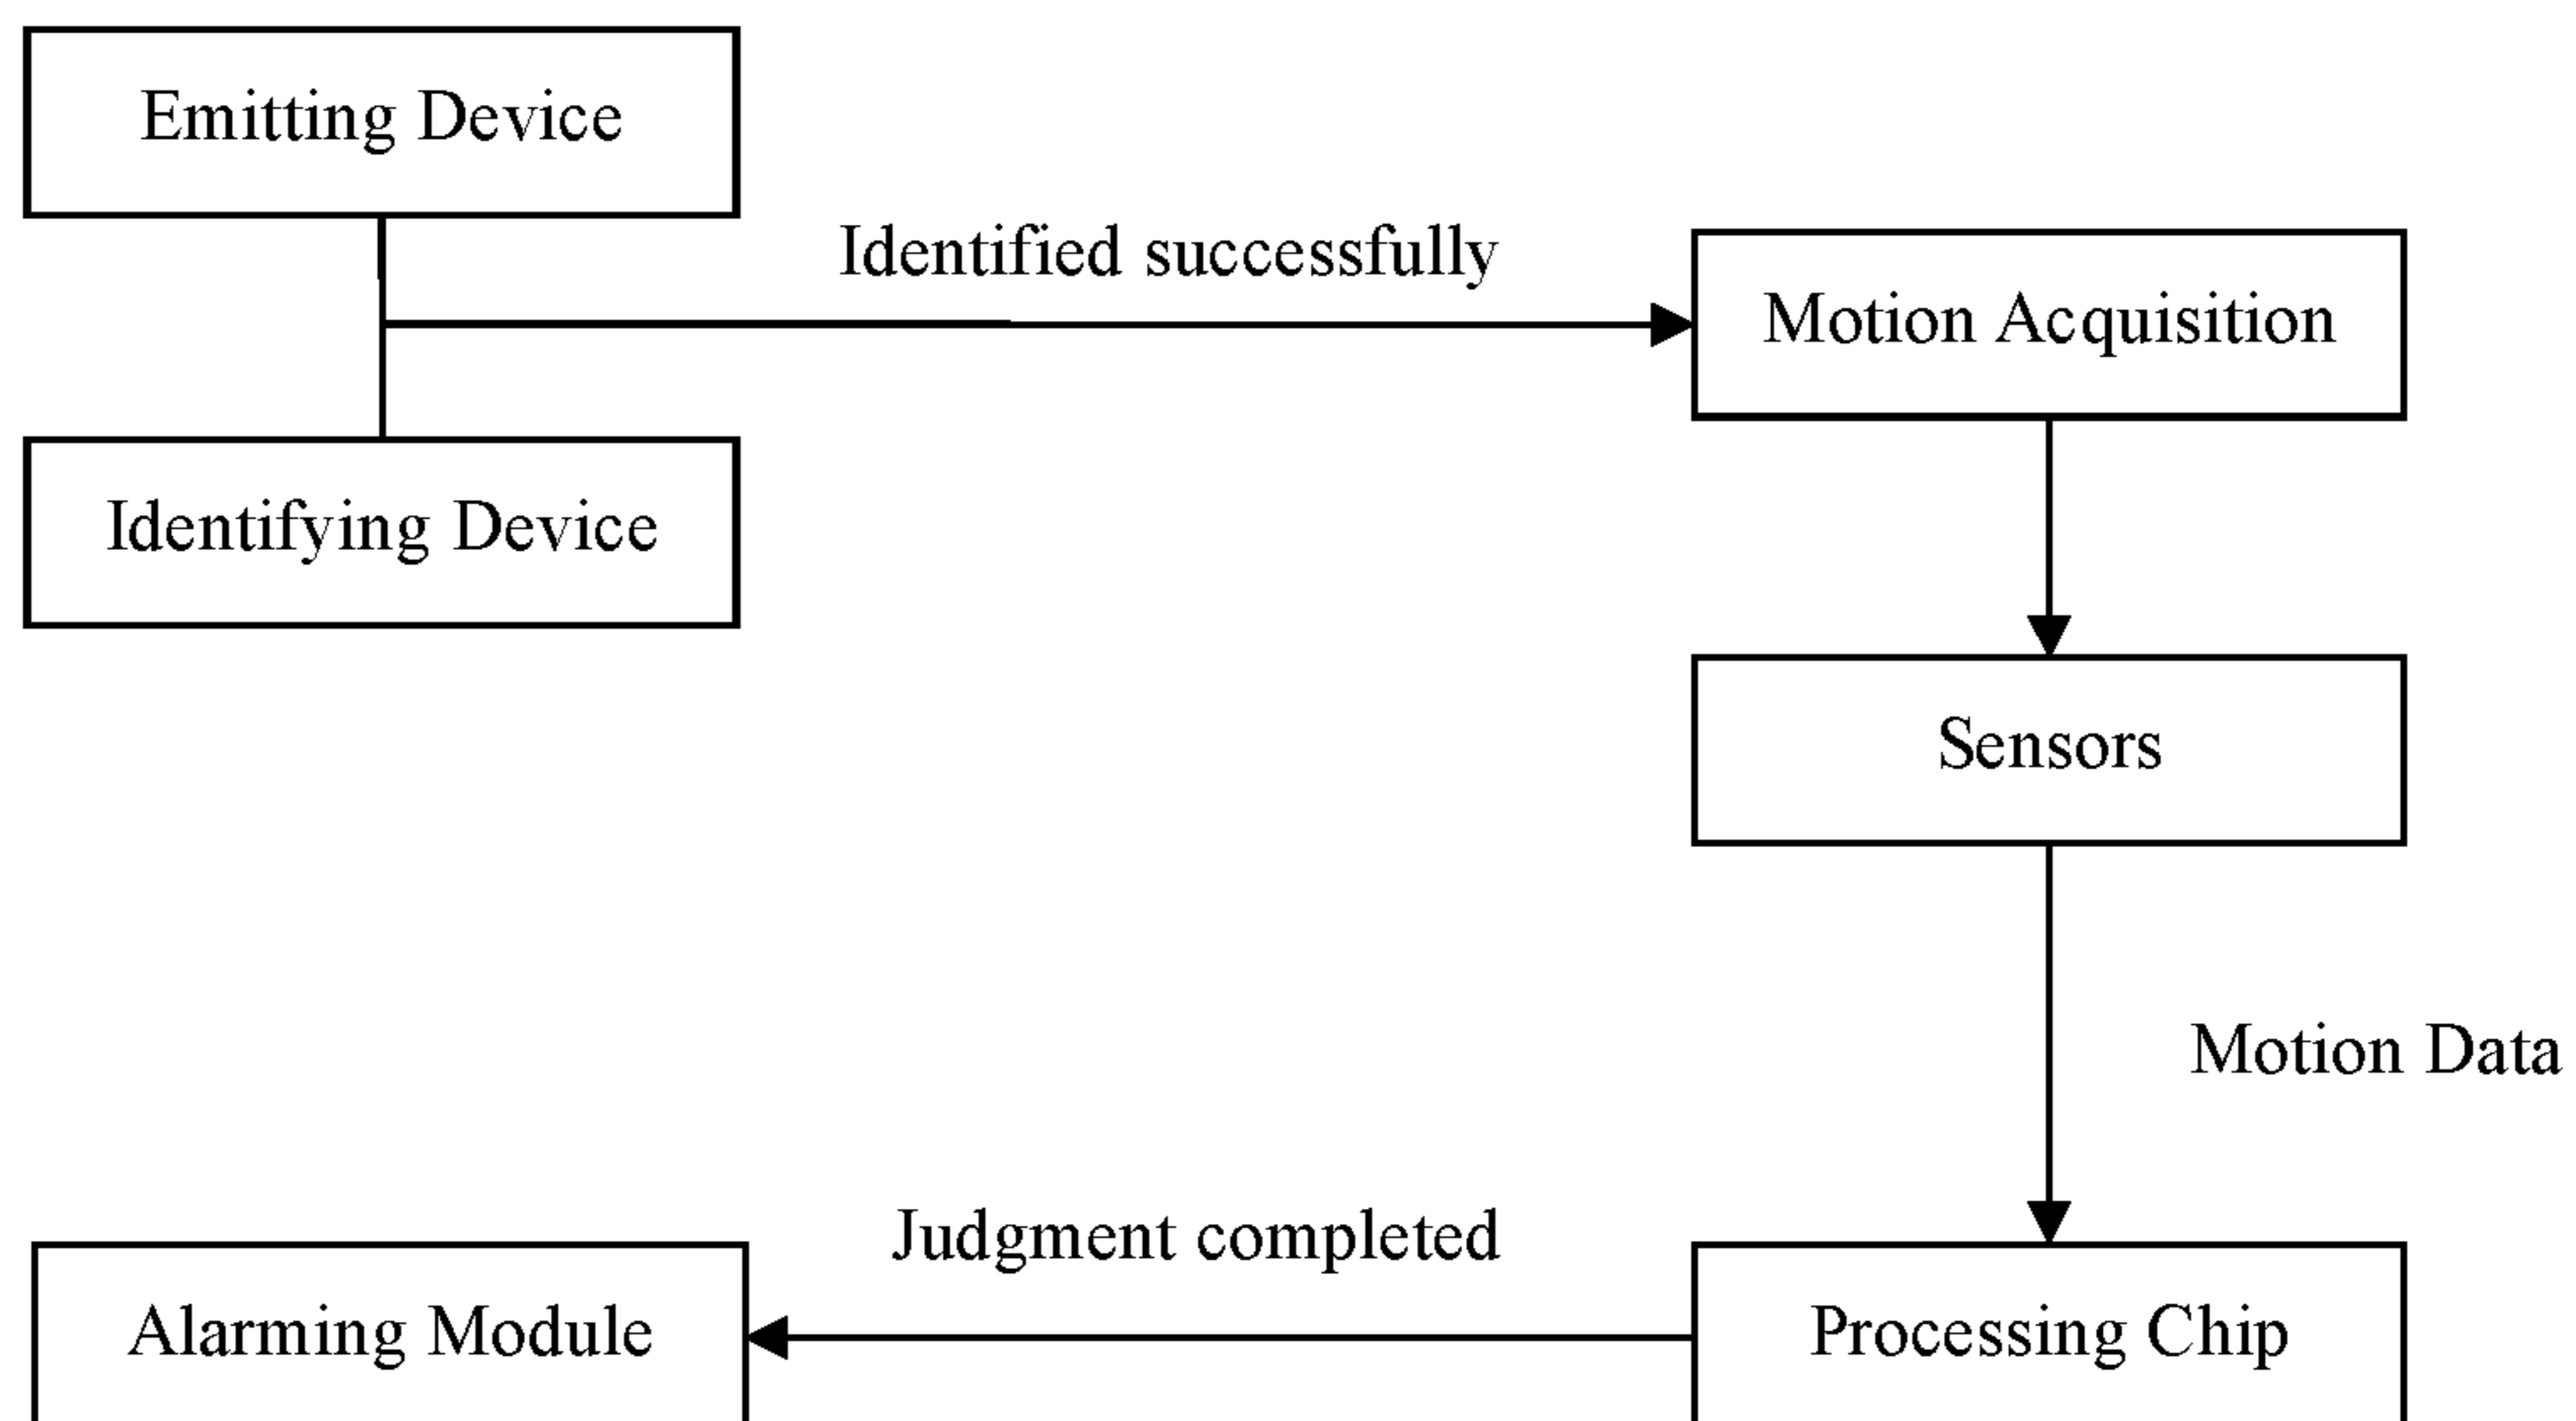 Emitting Device
Identified successfully
Motion Acquisition
Identifying Device
Sensors
Motion Data
Judgment completed
Alarming Module
Processing Chip